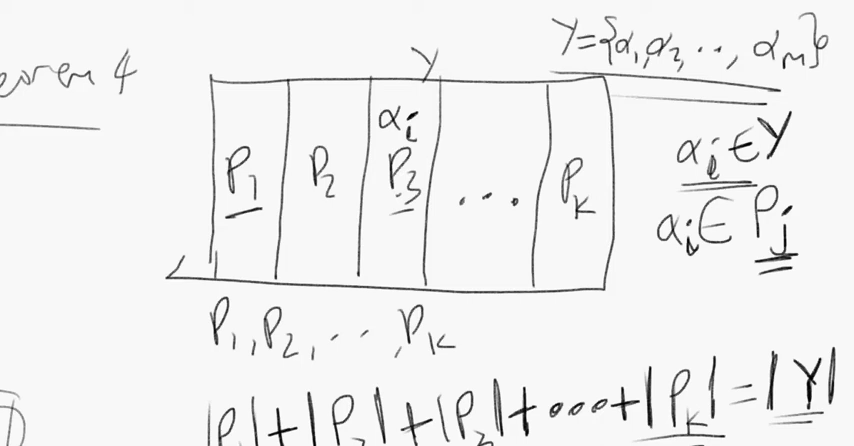 Y={α₁,α₂,..,αₘ}
4
Y
αᵢ
P₁ P₂ P₃ ... Pₖ
αᵢ∈Y
αᵢ∈Pⱼ
P₁,P₂,...,Pₖ
|P₁|+|P₂|+|P₃|+...+|Pₖ|=|Y|